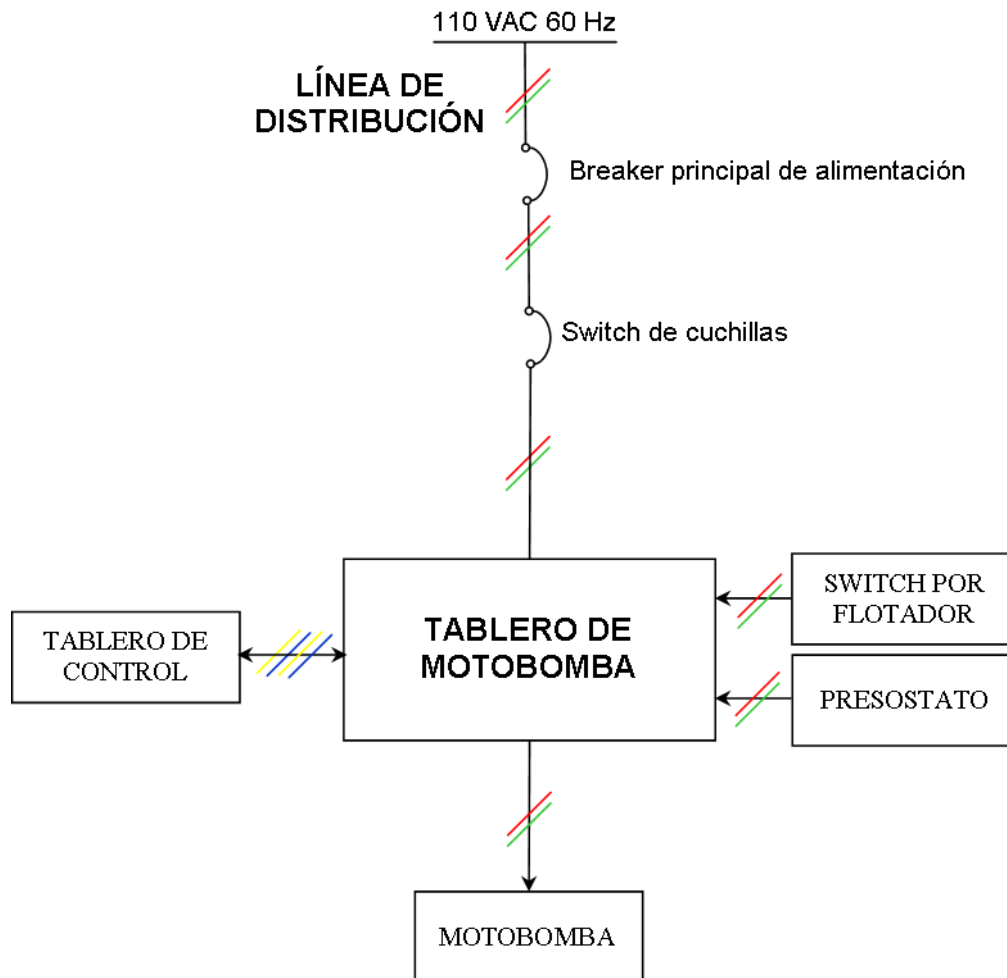 110 VAC 60 Hz
LÍNEA DE
DISTRIBUCIÓN
Breaker principal de alimentación
Switch de cuchillas
SWITCH POR
FLOTADOR
TABLERO DE
MOTOBOMBA
TABLERO DE
CONTROL
PRESOSTATO
MOTOBOMBA